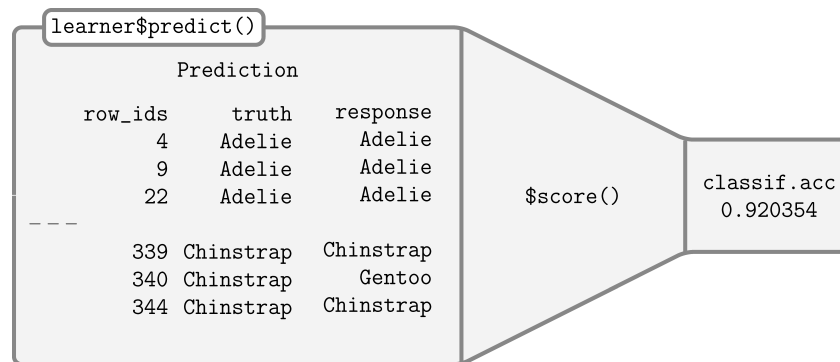 learner$predict()
Prediction
row_ids truth response
4 Adelie Adelie
9 Adelie Adelie
22 Adelie Adelie
---
339 Chinstrap Chinstrap
340 Chinstrap Gentoo
344 Chinstrap Chinstrap
$score()
classif.acc
0.920354